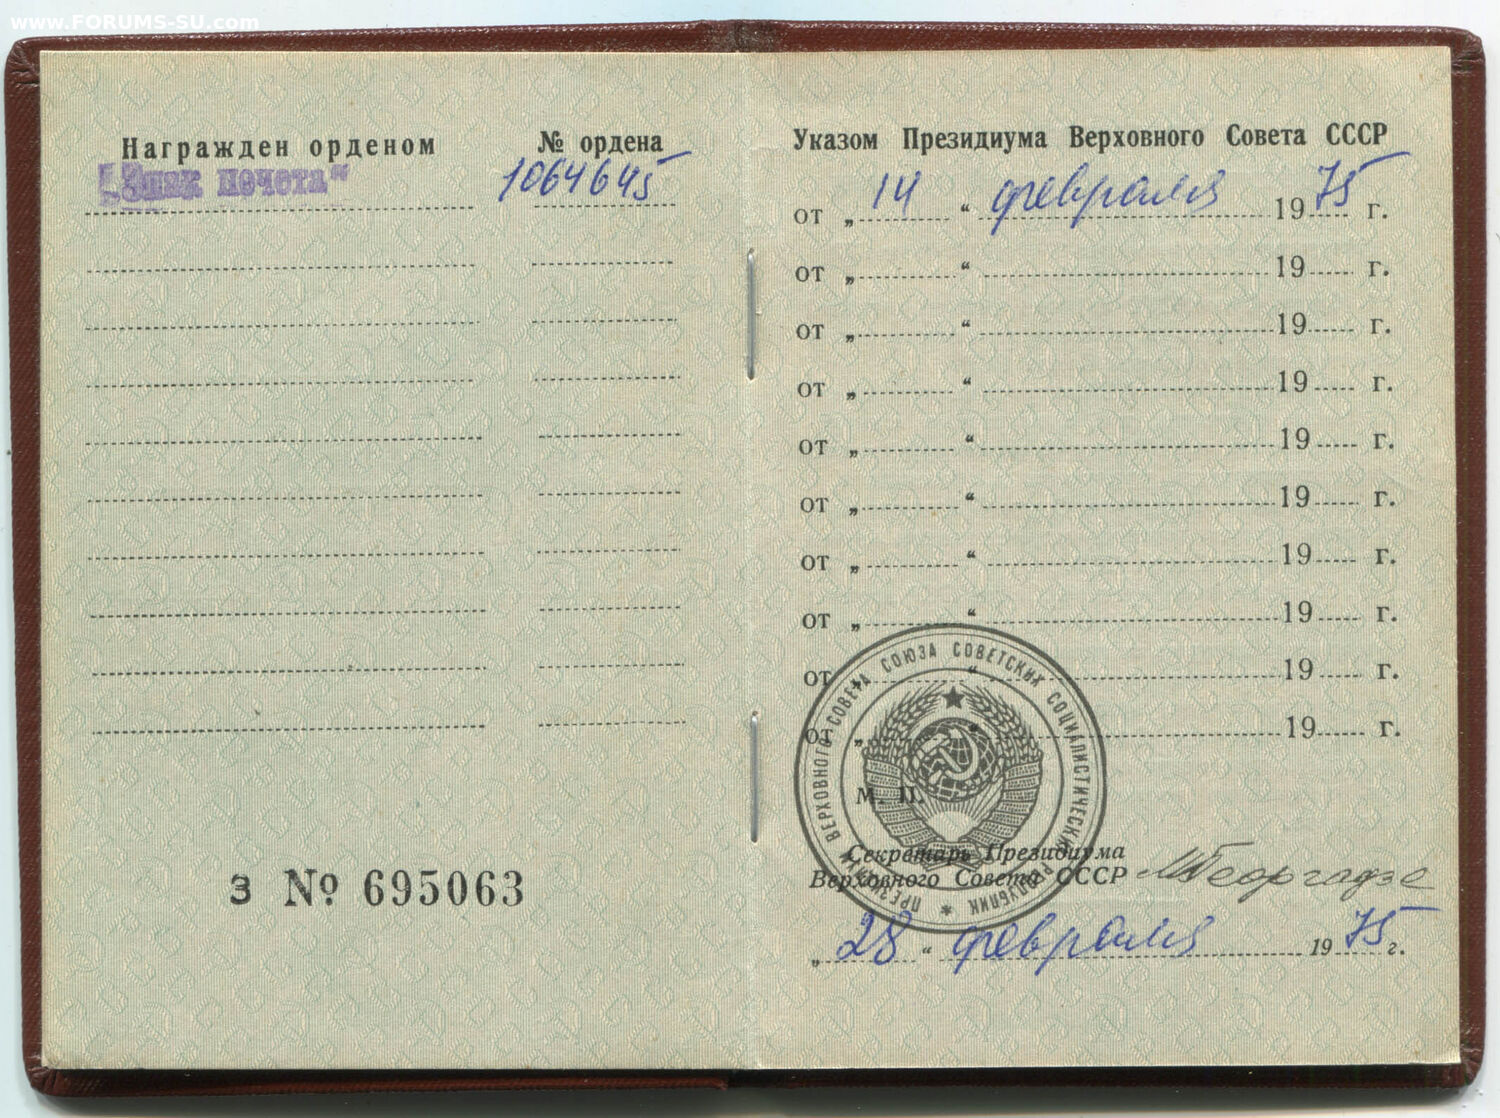 www.FORUMS-SU.com
Награжден орденом № ордена
„Знак почета“ 1064645
З № 695063
Указом Президиума Верховного Совета СССР
от „ 14 “ февраля 1975 г.
от „ “ 19 г.
от „ “ 19 г.
от „ “ 19 г.
от „ “ 19 г.
от „ “ 19 г.
от „ “ 19 г.
от „ “ 19 г.
от „ “ 19 г.
от „ “ 19 г.
ПРЕЗИДИУМ ВЕРХОВНОГО СОВЕТА СОЮЗА СОВЕТСКИХ СОЦИАЛИСТИЧЕСКИХ РЕСПУБЛИК *
М. П.
Секретарь Президиума
Верховного Совета СССР МГеоргадзе
„ 28 “ февраля 1975 г.